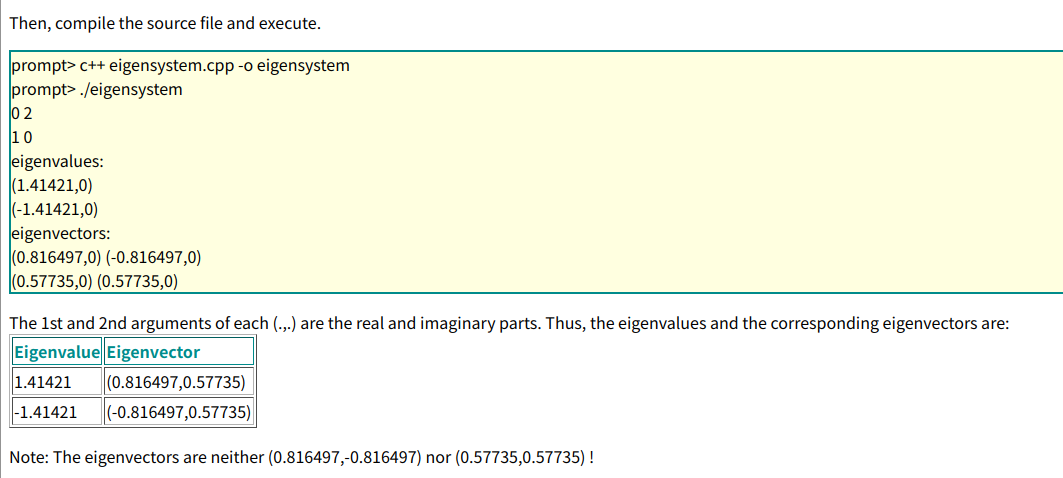 Then, compile the source file and execute.
prompt> c++ eigensystem.cpp -o eigensystem
prompt> ./eigensystem
0 2
1 0
eigenvalues:
(1.41421,0)
(-1.41421,0)
eigenvectors:
(0.816497,0) (-0.816497,0)
(0.57735,0) (0.57735,0)
The 1st and 2nd arguments of each (.,.) are the real and imaginary parts. Thus, the eigenvalues and the corresponding eigenvectors are:
Eigenvalue Eigenvector
1.41421 (0.816497,0.57735)
-1.41421 (-0.816497,0.57735)
Note: The eigenvectors are neither (0.816497,-0.816497) nor (0.57735,0.57735) !